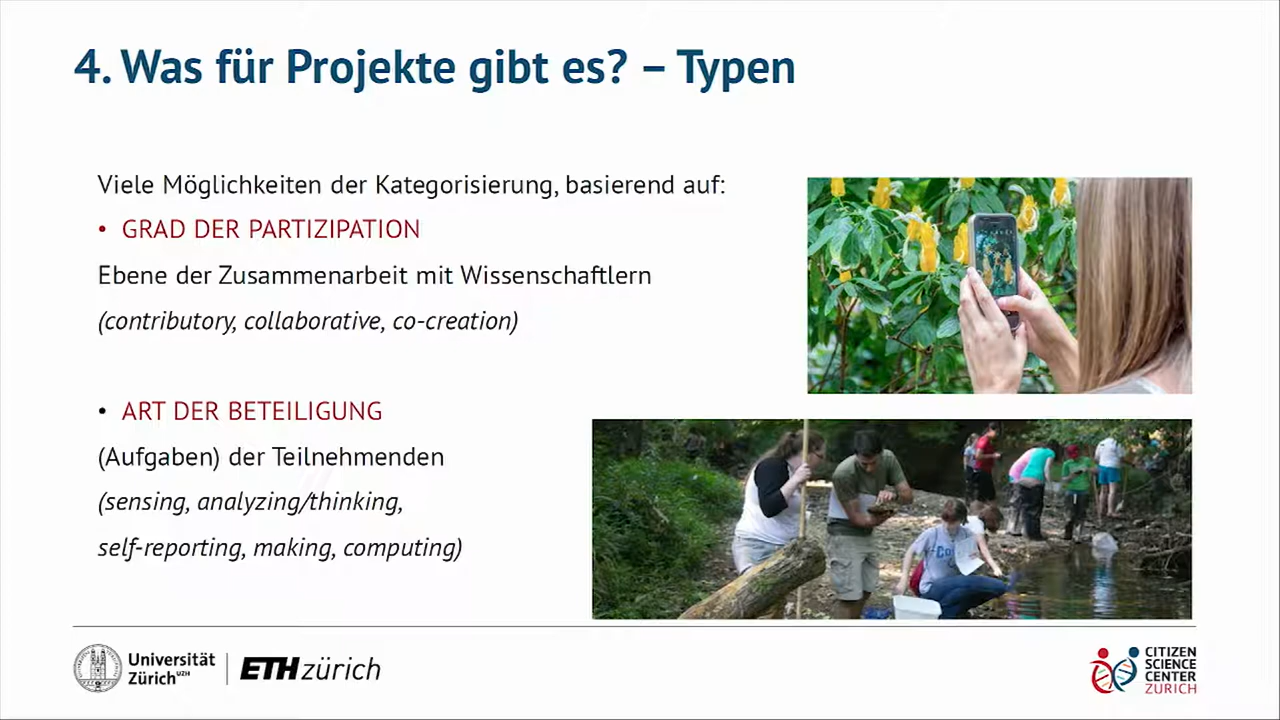 4. Was für Projekte gibt es? – Typen
Viele Möglichkeiten der Kategorisierung, basierend auf:
• GRAD DER PARTIZIPATION
Ebene der Zusammenarbeit mit Wissenschaftlern
(contributory, collaborative, co-creation)
• ART DER BETEILIGUNG
(Aufgaben) der Teilnehmenden
(sensing, analyzing/thinking,
self-reporting, making, computing)
Universität
Zürich UZH
ETH zürich
CITIZEN
SCIENCE
CENTER
ZURICH